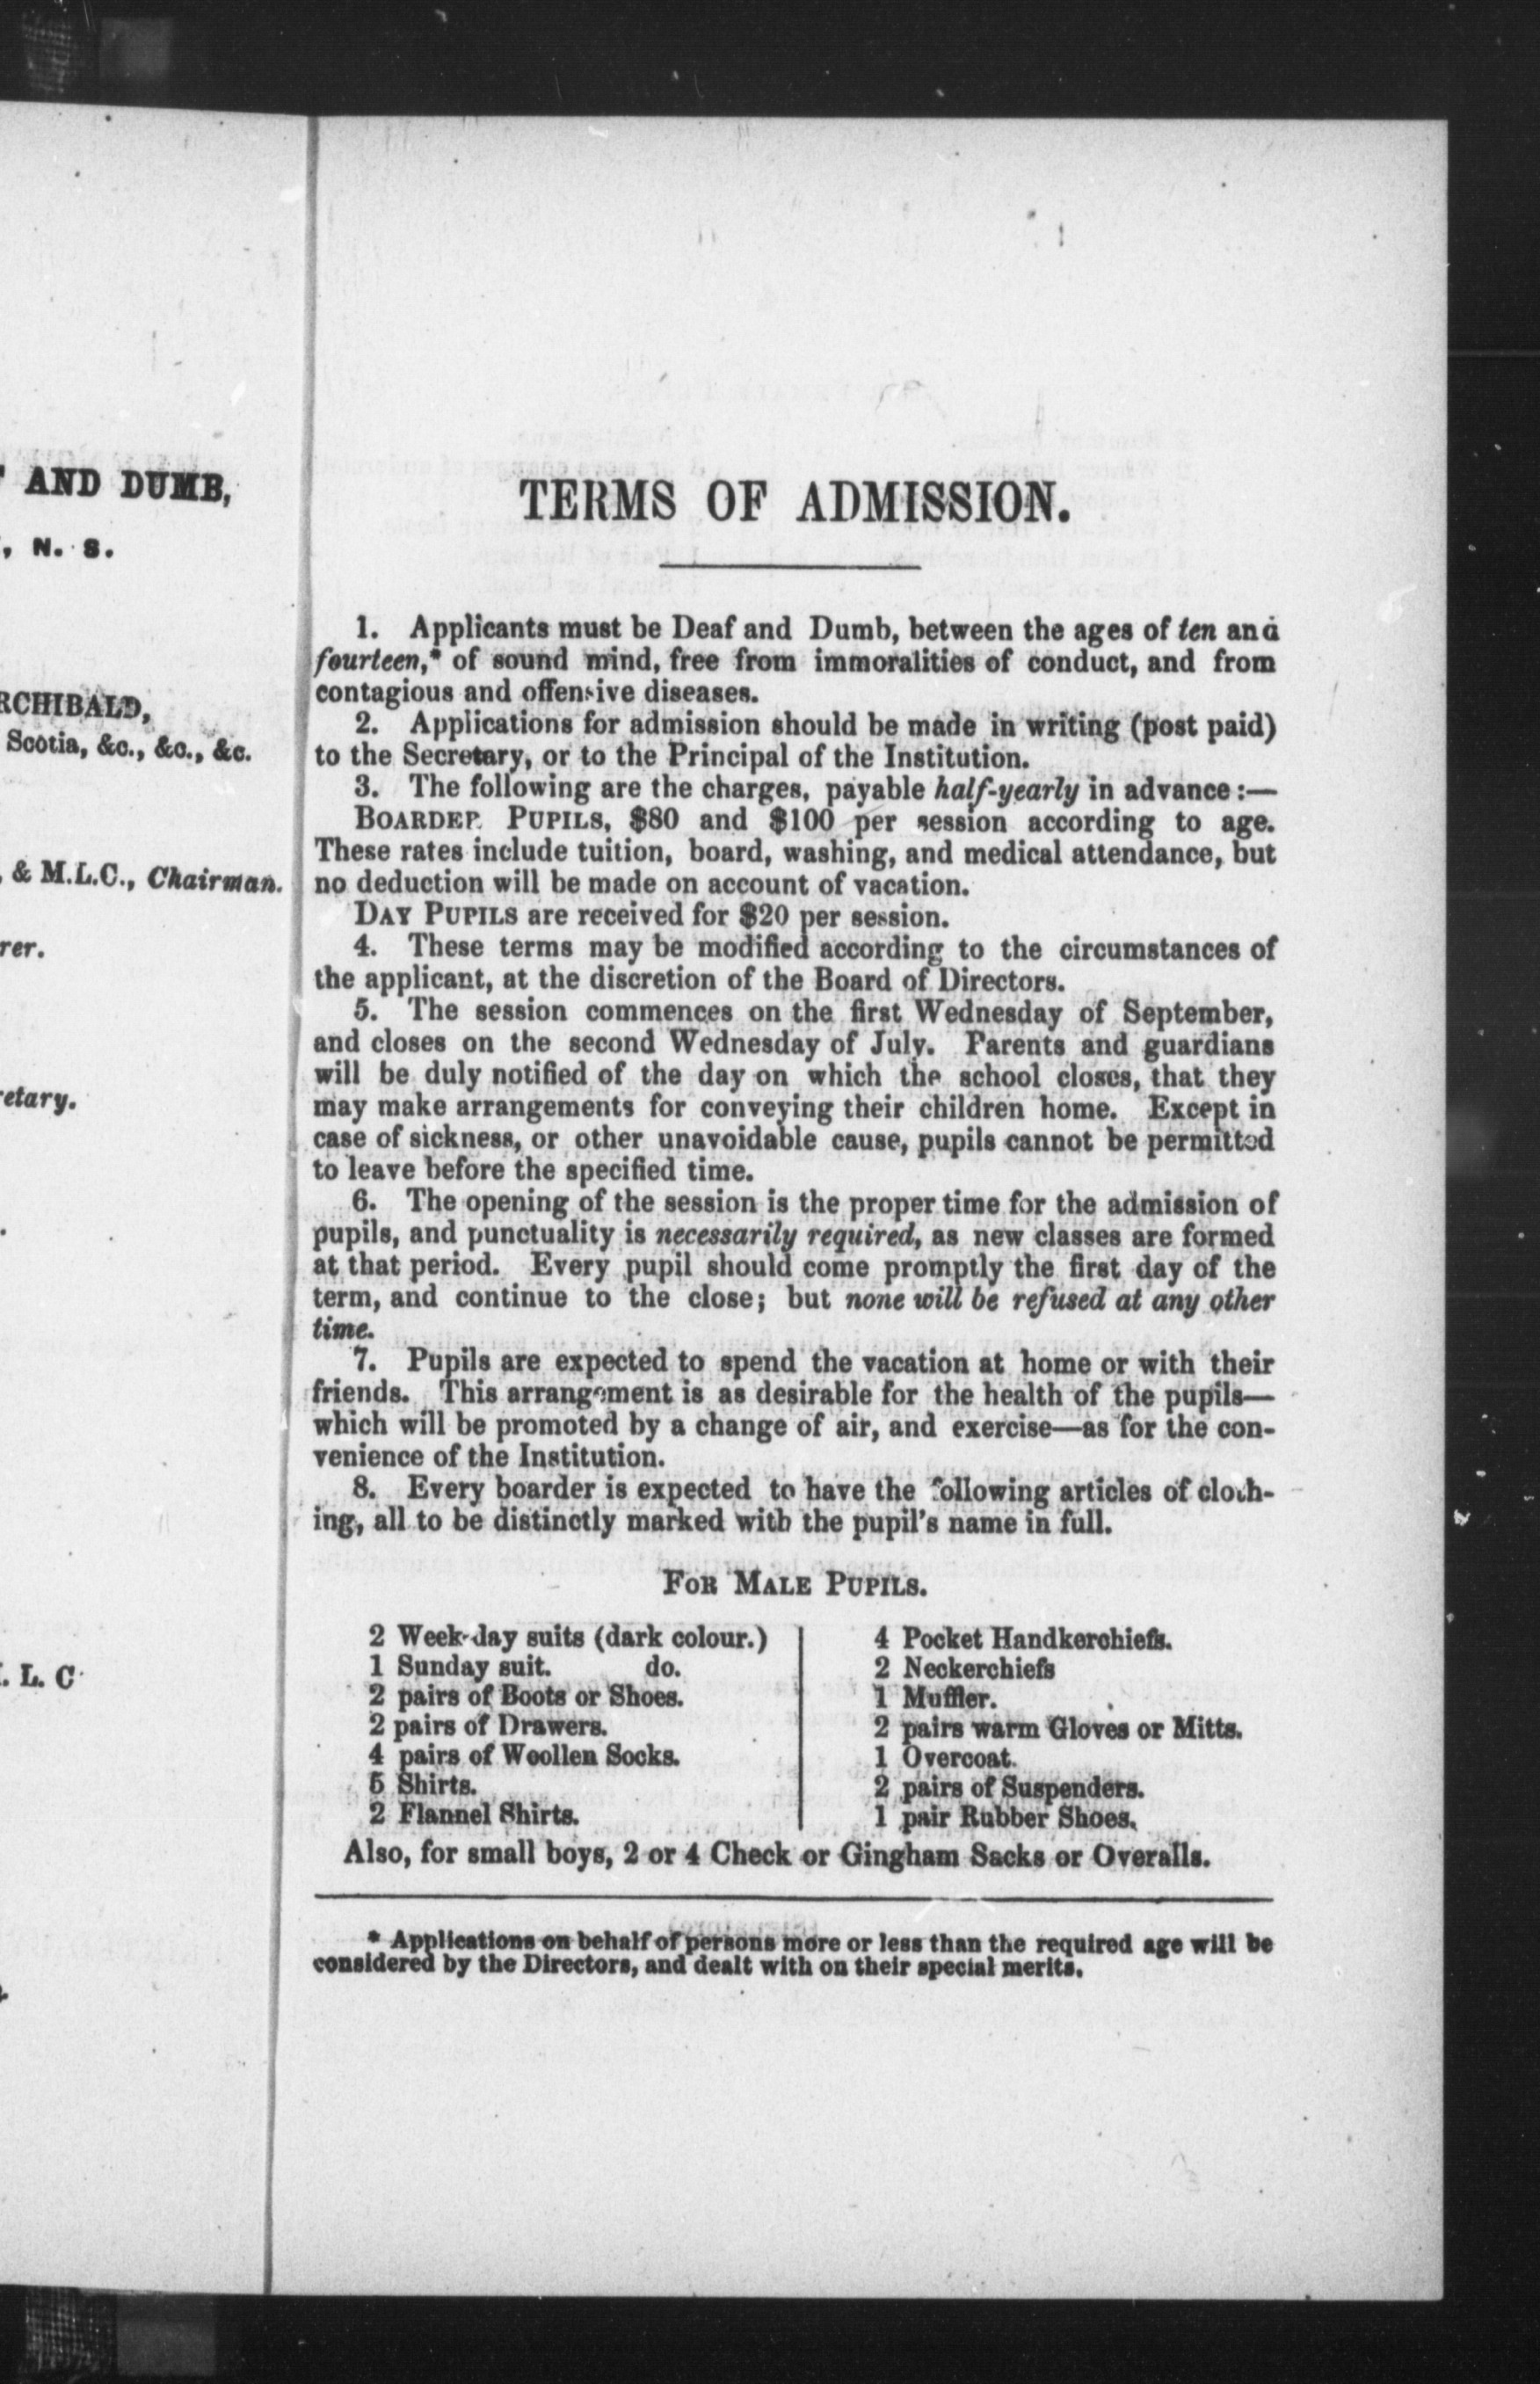 AND DUMB,
, N. S.
RCHIBALD,
Scotia, &c., &c., &c.
& M.L.C., Chairman.
rer.
retary.
. L. C
TERMS OF ADMISSION.
1. Applicants must be Deaf and Dumb, between the ages of ten and
fourteen,* of sound mind, free from immoralities of conduct, and from
contagious and offensive diseases.
2. Applications for admission should be made in writing (post paid)
to the Secretary, or to the Principal of the Institution.
3. The following are the charges, payable half-yearly in advance :—
BOARDER PUPILS, $80 and $100 per session according to age.
These rates include tuition, board, washing, and medical attendance, but
no deduction will be made on account of vacation.
DAY PUPILS are received for $20 per session.
4. These terms may be modified according to the circumstances of
the applicant, at the discretion of the Board of Directors.
5. The session commences on the first Wednesday of September,
and closes on the second Wednesday of July. Parents and guardians
will be duly notified of the day on which the school closes, that they
may make arrangements for conveying their children home. Except in
case of sickness, or other unavoidable cause, pupils cannot be permitted
to leave before the specified time.
6. The opening of the session is the proper time for the admission of
pupils, and punctuality is necessarily required, as new classes are formed
at that period. Every pupil should come promptly the first day of the
term, and continue to the close; but none will be refused at any other
time.
7. Pupils are expected to spend the vacation at home or with their
friends. This arrangement is as desirable for the health of the pupils—
which will be promoted by a change of air, and exercise—as for the con-
venience of the Institution.
8. Every boarder is expected to have the following articles of cloth-
ing, all to be distinctly marked with the pupil's name in full.
FOR MALE PUPILS.
2 Week-day suits (dark colour.)
1 Sunday suit. do.
2 pairs of Boots or Shoes.
2 pairs of Drawers.
4 pairs of Woollen Socks.
5 Shirts.
2 Flannel Shirts.
4 Pocket Handkerchiefs.
2 Neckerchiefs
1 Muffler.
2 pairs warm Gloves or Mitts.
1 Overcoat.
2 pairs of Suspenders.
1 pair Rubber Shoes.
Also, for small boys, 2 or 4 Check or Gingham Sacks or Overalls.
* Applications on behalf of persons more or less than the required age will be
considered by the Directors, and dealt with on their special merits.